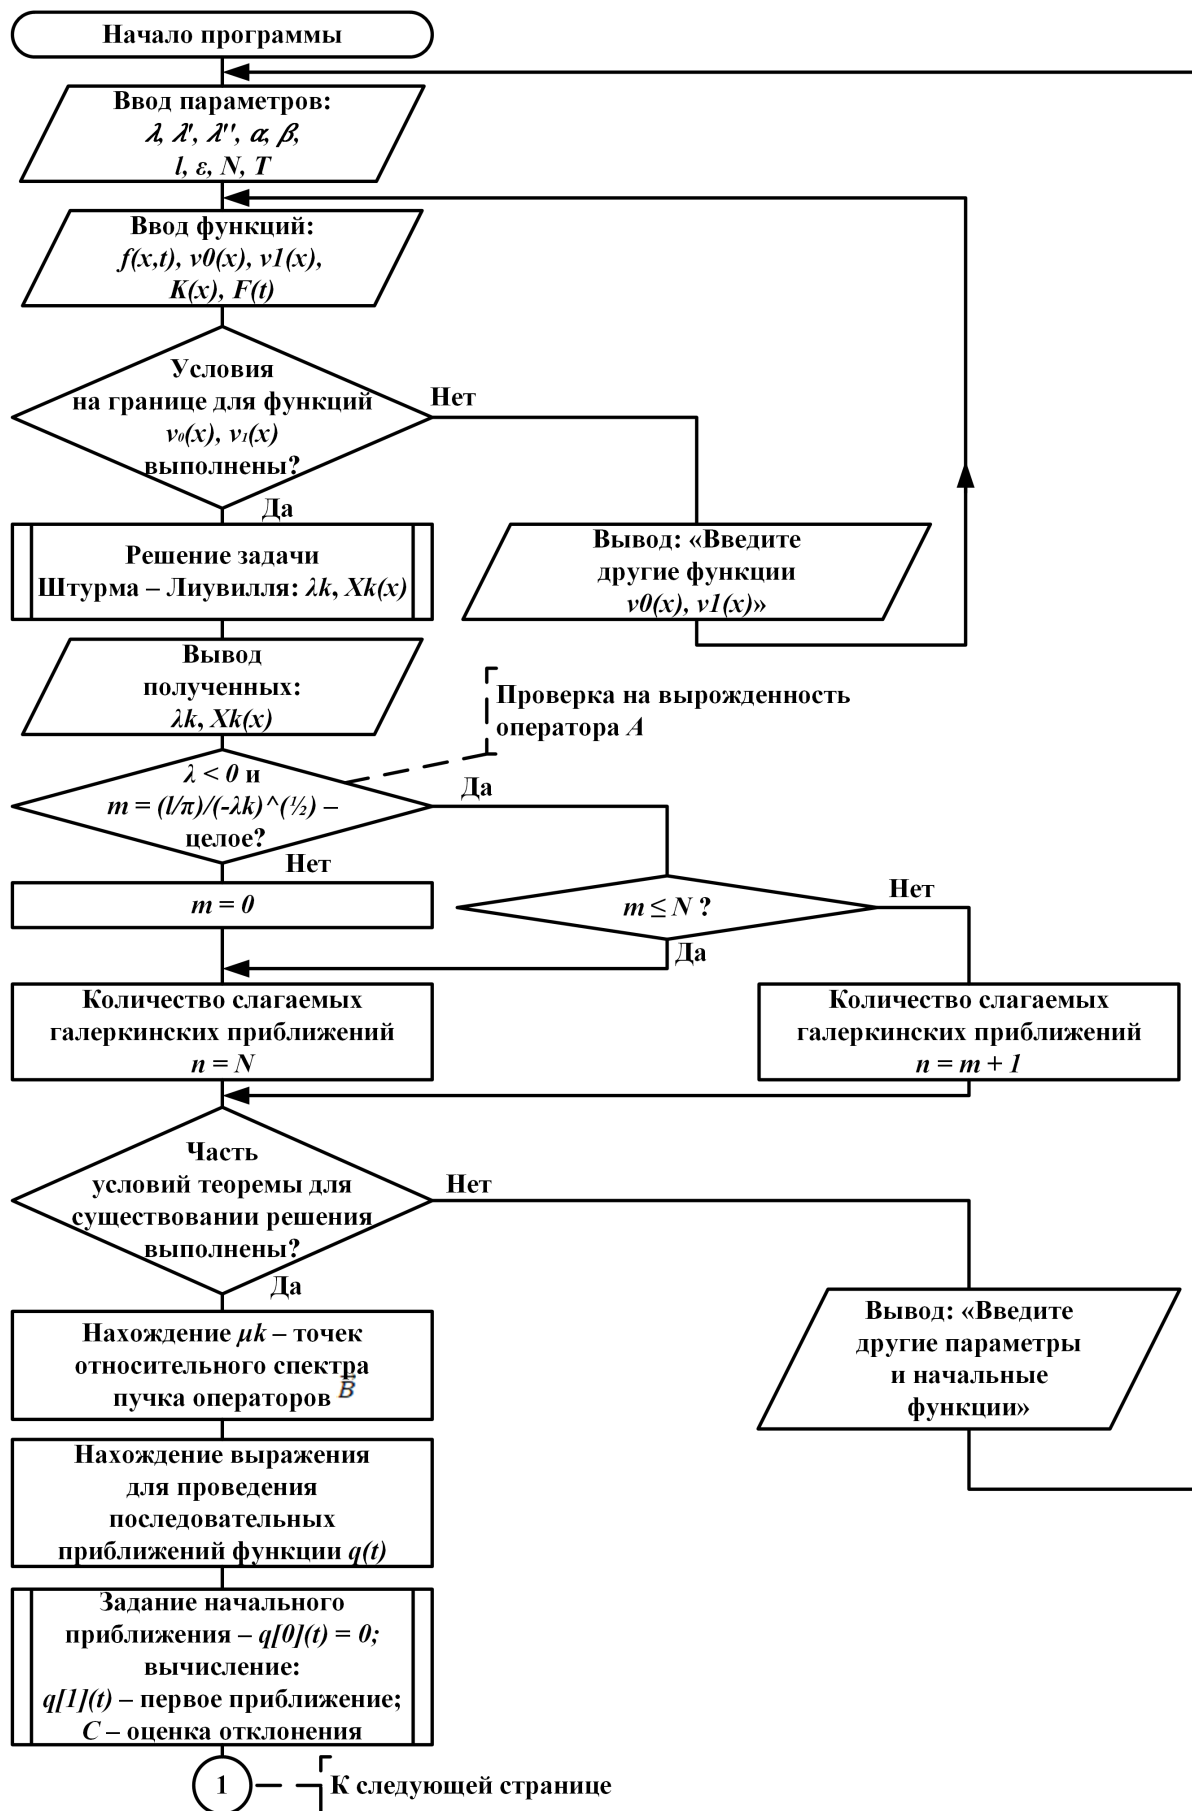 Начало программы
Ввод параметров:
λ, λ', λ'', α, β,
l, ε, N, T
Ввод функций:
f(x,t), v0(x), v1(x),
K(x), F(t)
Условия
на границе для функций
v₀(x), v₁(x)
выполнены?
Нет
Да
Вывод: «Введите
другие функции
v0(x), v1(x)»
Решение задачи
Штурма – Лиувилля: λk, Xk(x)
Вывод
полученных:
λk, Xk(x)
Проверка на вырожденность
оператора A
λ < 0 и
m = (l/π)/(-λk)^(½) –
целое?
Да
Нет
m = 0
m ≤ N ?
Нет
Да
Количество слагаемых
галеркинских приближений
n = N
Количество слагаемых
галеркинских приближений
n = m + 1
Часть
условий теоремы для
существовании решения
выполнены?
Нет
Да
Вывод: «Введите
другие параметры
и начальные
функции»
Нахождение μk – точек
относительного спектра
пучка операторов B⃗
Нахождение выражения
для проведения
последовательных
приближений функции q(t)
Задание начального
приближения – q[0](t) = 0;
вычисление:
q[1](t) – первое приближение;
C – оценка отклонения
1
К следующей странице